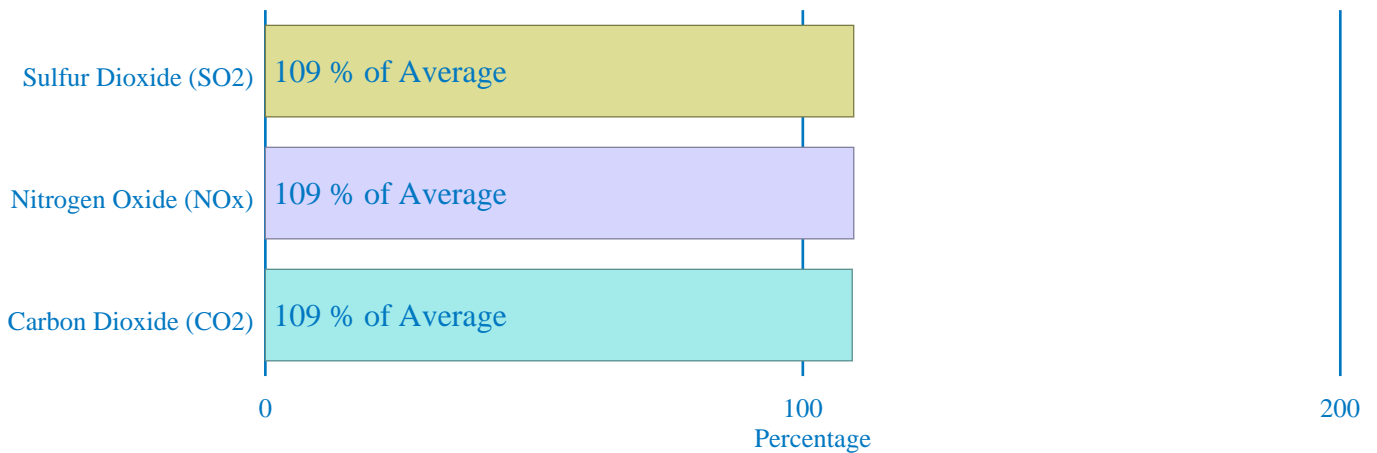 Sulfur Dioxide (SO2)
109 % of Average
Nitrogen Oxide (NOx)
109 % of Average
Carbon Dioxide (CO2)
109 % of Average
0
100
200
Percentage